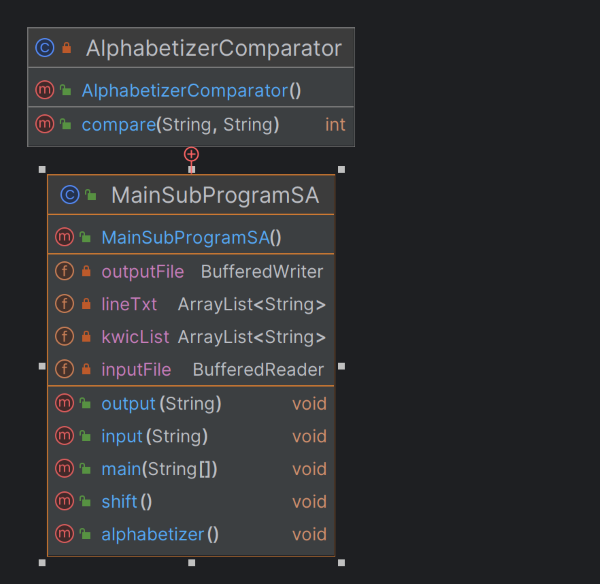 AlphabetizerComparator
AlphabetizerComparator()
compare(String, String) int
MainSubProgramSA
MainSubProgramSA()
outputFile BufferedWriter
lineTxt ArrayList<String>
kwicList ArrayList<String>
inputFile BufferedReader
output(String) void
input(String) void
main(String[]) void
shift() void
alphabetizer() void